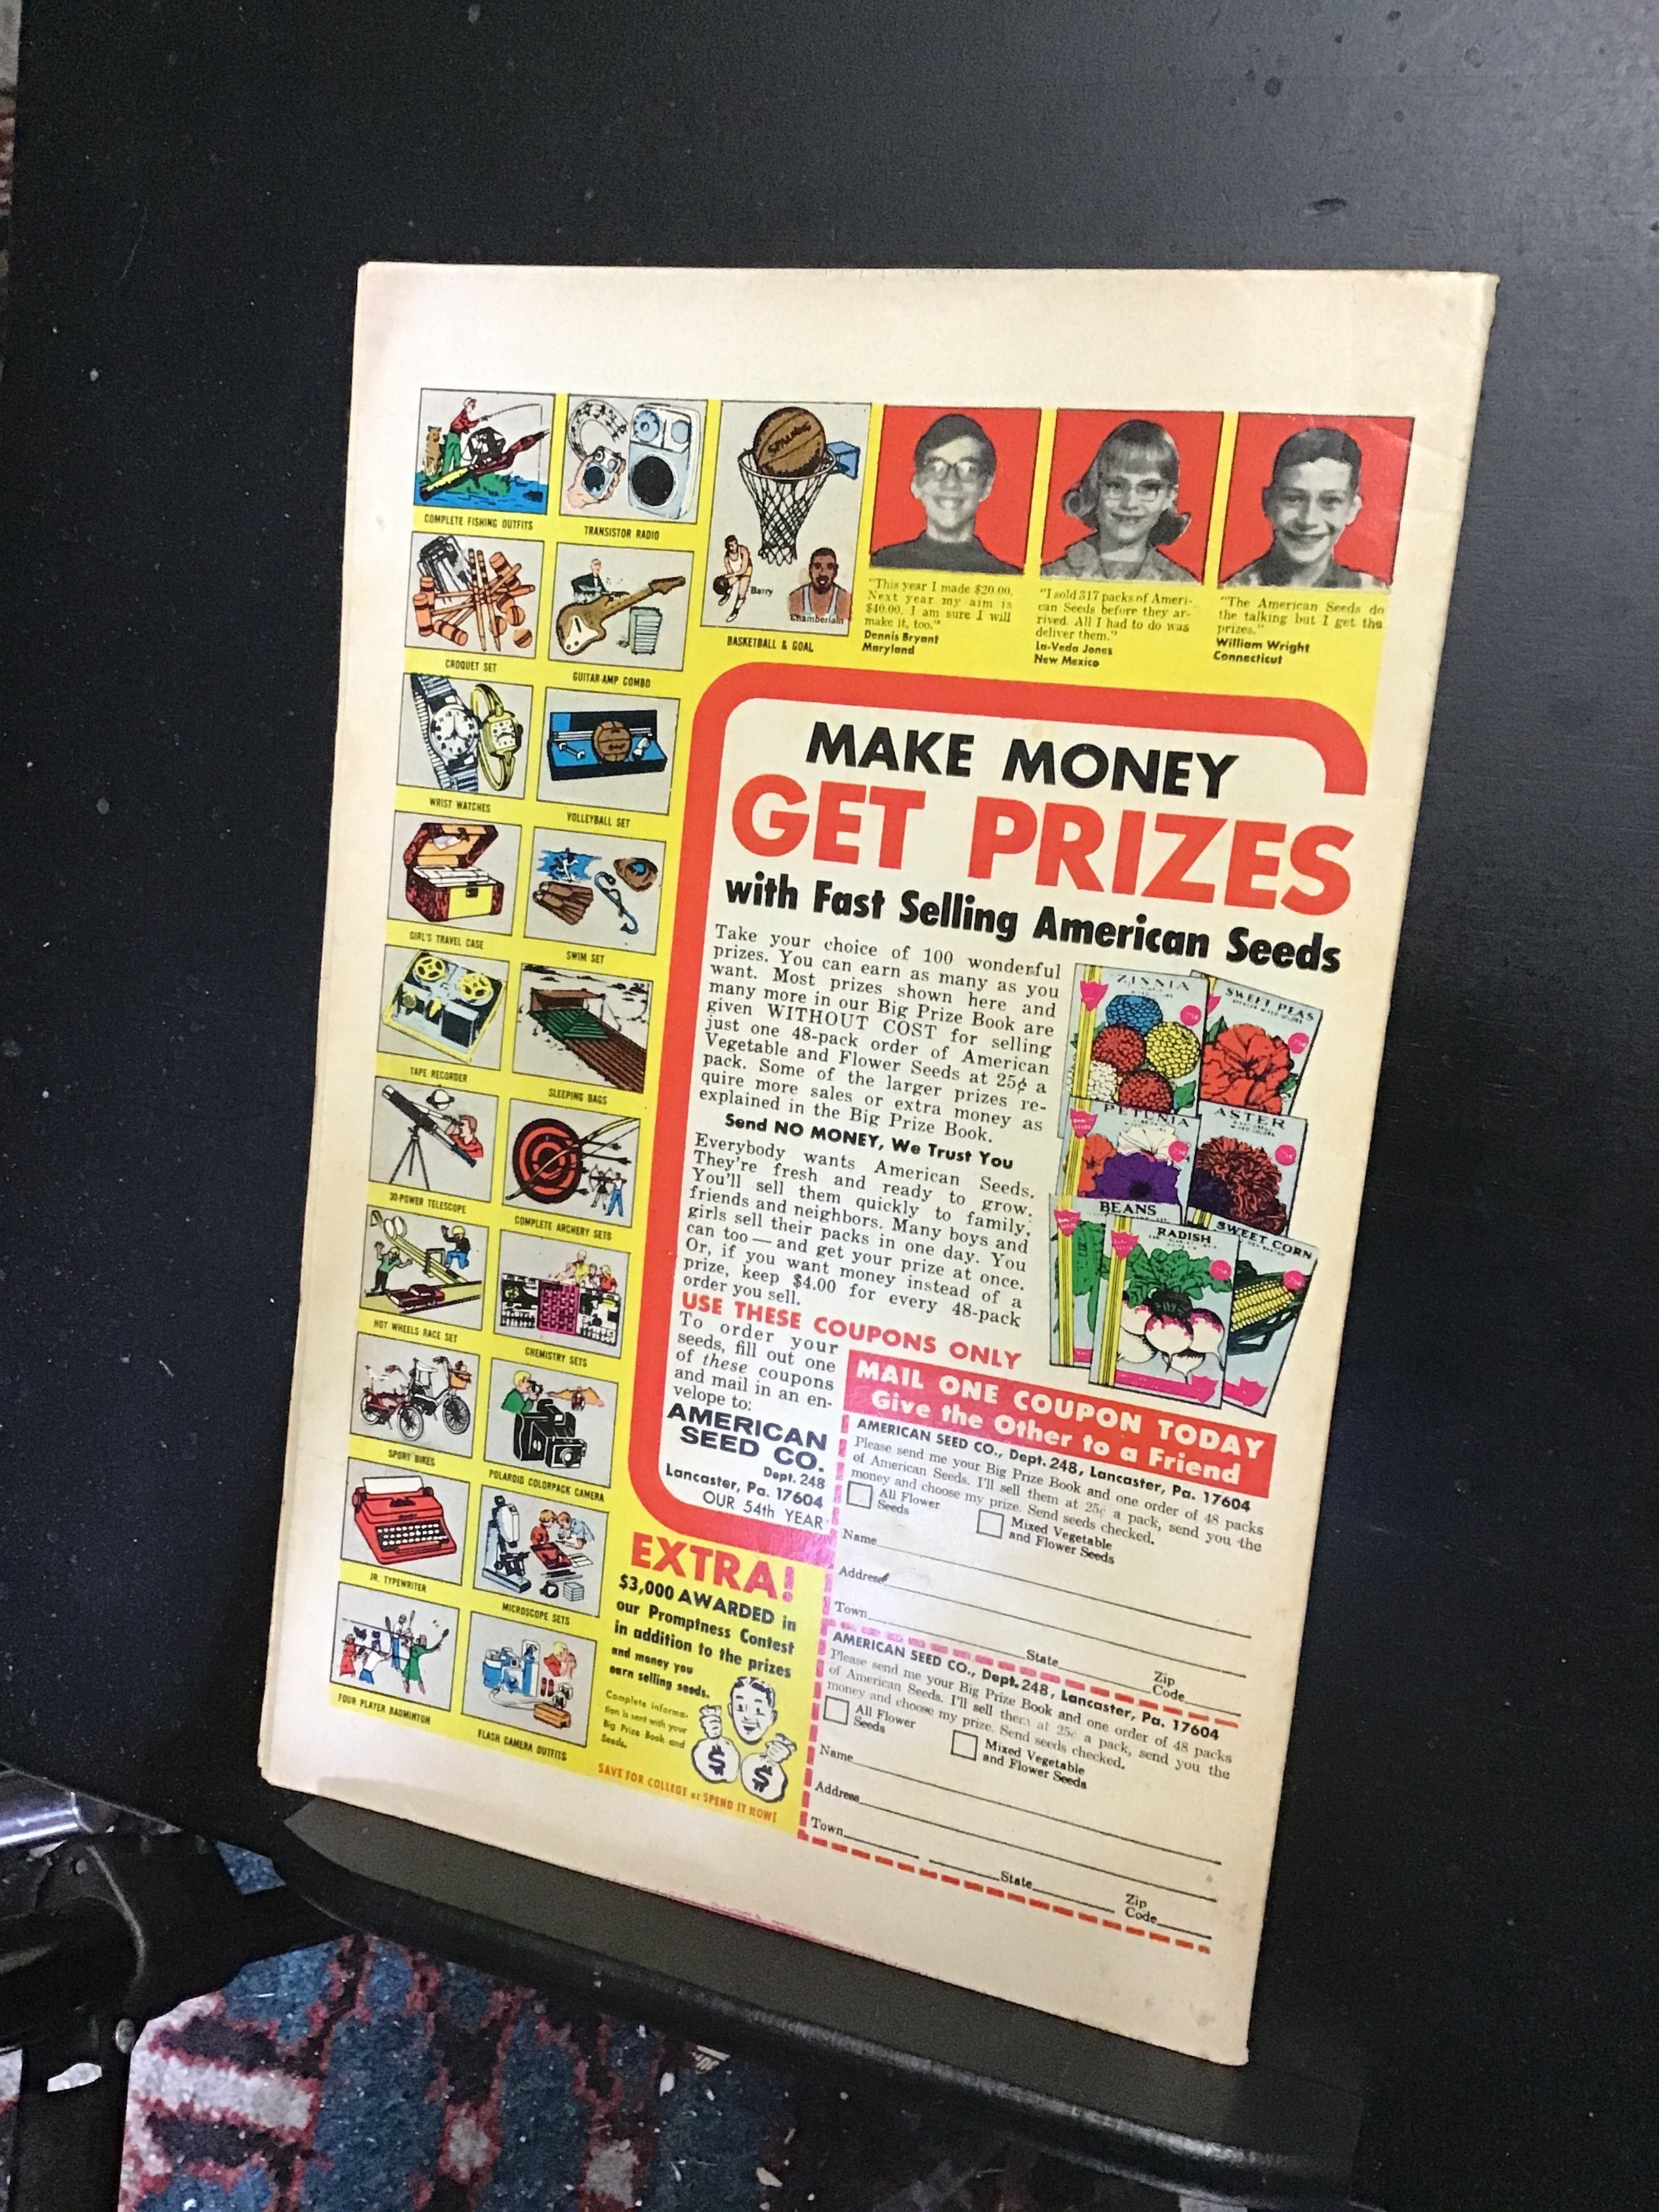 COMPLETE FISHING OUTFITS
TRANSISTOR RADIO
SPALDING
Barry
Chamberlain
BASKETBALL & GOAL
CROQUET SET
GUITAR-AMP COMBO
WRIST WATCHES
VOLLEYBALL SET
GIRL'S TRAVEL CASE
SWIM SET
TAPE RECORDER
SLEEPING BAGS
30-POWER TELESCOPE
COMPLETE ARCHERY SETS
HOT WHEELS RACE SET
CHEMISTRY SETS
SPORT BIKES
POLAROID COLORPACK CAMERA
JR. TYPEWRITER
MICROSCOPE SETS
FOUR PLAYER BADMINTON
FLASH CAMERA OUTFITS
"This year I made $20.00.
Next year my aim is
$40.00. I am sure I will
make it, too."
Dennis Bryant
Maryland
"I sold 317 packs of Ameri-
can Seeds before they ar-
rived. All I had to do was
deliver them."
La-Veda Jones
New Mexico
"The American Seeds do
the talking but I get the
prizes."
William Wright
Connecticut
MAKE MONEY
GET PRIZES
with Fast Selling American Seeds
Take your choice of 100 wonderful
prizes. You can earn as many as you
want. Most prizes shown here and
many more in our Big Prize Book are
given WITHOUT COST for selling
just one 48-pack order of American
Vegetable and Flower Seeds at 25¢ a
pack. Some of the larger prizes re-
quire more sales or extra money as
explained in the Big Prize Book.
Send NO MONEY, We Trust You
Everybody wants American Seeds.
They're fresh and ready to grow.
You'll sell them quickly to family,
friends and neighbors. Many boys and
girls sell their packs in one day. You
can too — and get your prize at once.
Or, if you want money instead of a
prize, keep $4.00 for every 48-pack
order you sell.
ZINNIA
SWEET PEAS
PETUNIA
ASTER
BEANS
RADISH
SWEET CORN
USE THESE COUPONS ONLY
To order your
seeds, fill out one
of these coupons
and mail in an en-
velope to:
AMERICAN
SEED CO.
Dept. 248
Lancaster, Pa. 17604
OUR 54th YEAR
MAIL ONE COUPON TODAY
Give the Other to a Friend
AMERICAN SEED CO., Dept. 248, Lancaster, Pa. 17604
Please send me your Big Prize Book and one order of 48 packs
of American Seeds. I'll sell them at 25¢ a pack, send you the
money and choose my prize. Send seeds checked.
All Flower
Seeds
Mixed Vegetable
and Flower Seeds
Name
Address
Town
State
Zip
Code
AMERICAN SEED CO., Dept. 248, Lancaster, Pa. 17604
Please send me your Big Prize Book and one order of 48 packs
of American Seeds. I'll sell them at 25¢ a pack, send you the
money and choose my prize. Send seeds checked.
All Flower
Seeds
Mixed Vegetable
and Flower Seeds
Name
Address
Town
State
Zip
Code
EXTRA!
$3,000 AWARDED in
our Promptness Contest
in addition to the prizes
and money you
earn selling seeds.
Complete informa-
tion is sent with your
Big Prize Book and
Seeds.
$
$
SAVE FOR COLLEGE or SPEND IT NOW!